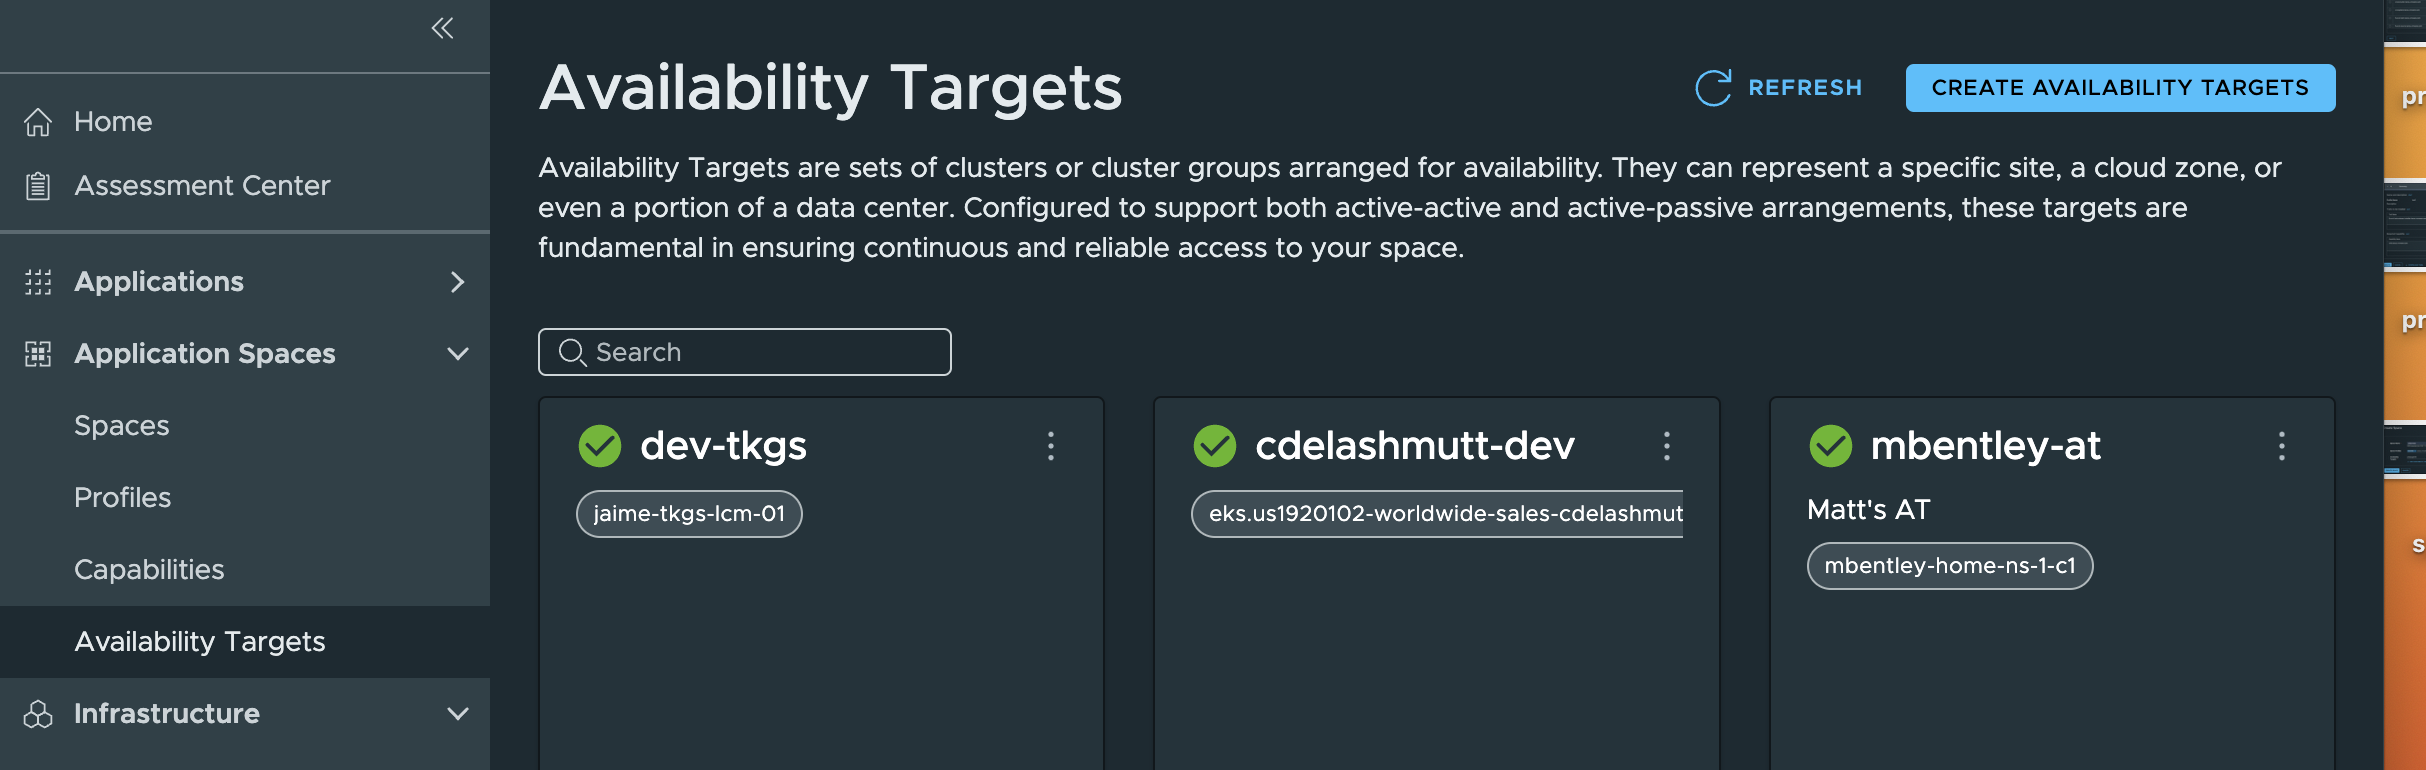 Home
Assessment Center
Applications
Application Spaces
Spaces
Profiles
Capabilities
Availability Targets
Infrastructure
Availability Targets
REFRESH
CREATE AVAILABILITY TARGETS
Availability Targets are sets of clusters or cluster groups arranged for availability. They can represent a specific site, a cloud zone, or
even a portion of a data center. Configured to support both active-active and active-passive arrangements, these targets are
fundamental in ensuring continuous and reliable access to your space.
Search
dev-tkgs
jaime-tkgs-lcm-01
cdelashmutt-dev
eks.us1920102-worldwide-sales-cdelashmut
mbentley-at
Matt's AT
mbentley-home-ns-1-c1
pr
pr
s